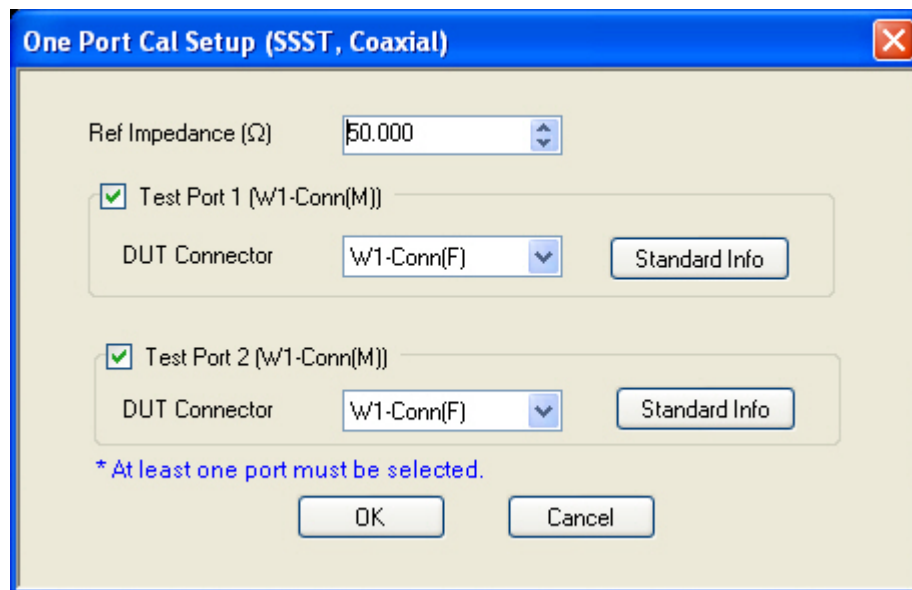 One Port Cal Setup (SSST, Coaxial)
Ref Impedance (Ω) 50.000
Test Port 1 (W1-Conn(M))
DUT Connector W1-Conn(F) Standard Info
Test Port 2 (W1-Conn(M))
DUT Connector W1-Conn(F) Standard Info
* At least one port must be selected.
OK Cancel